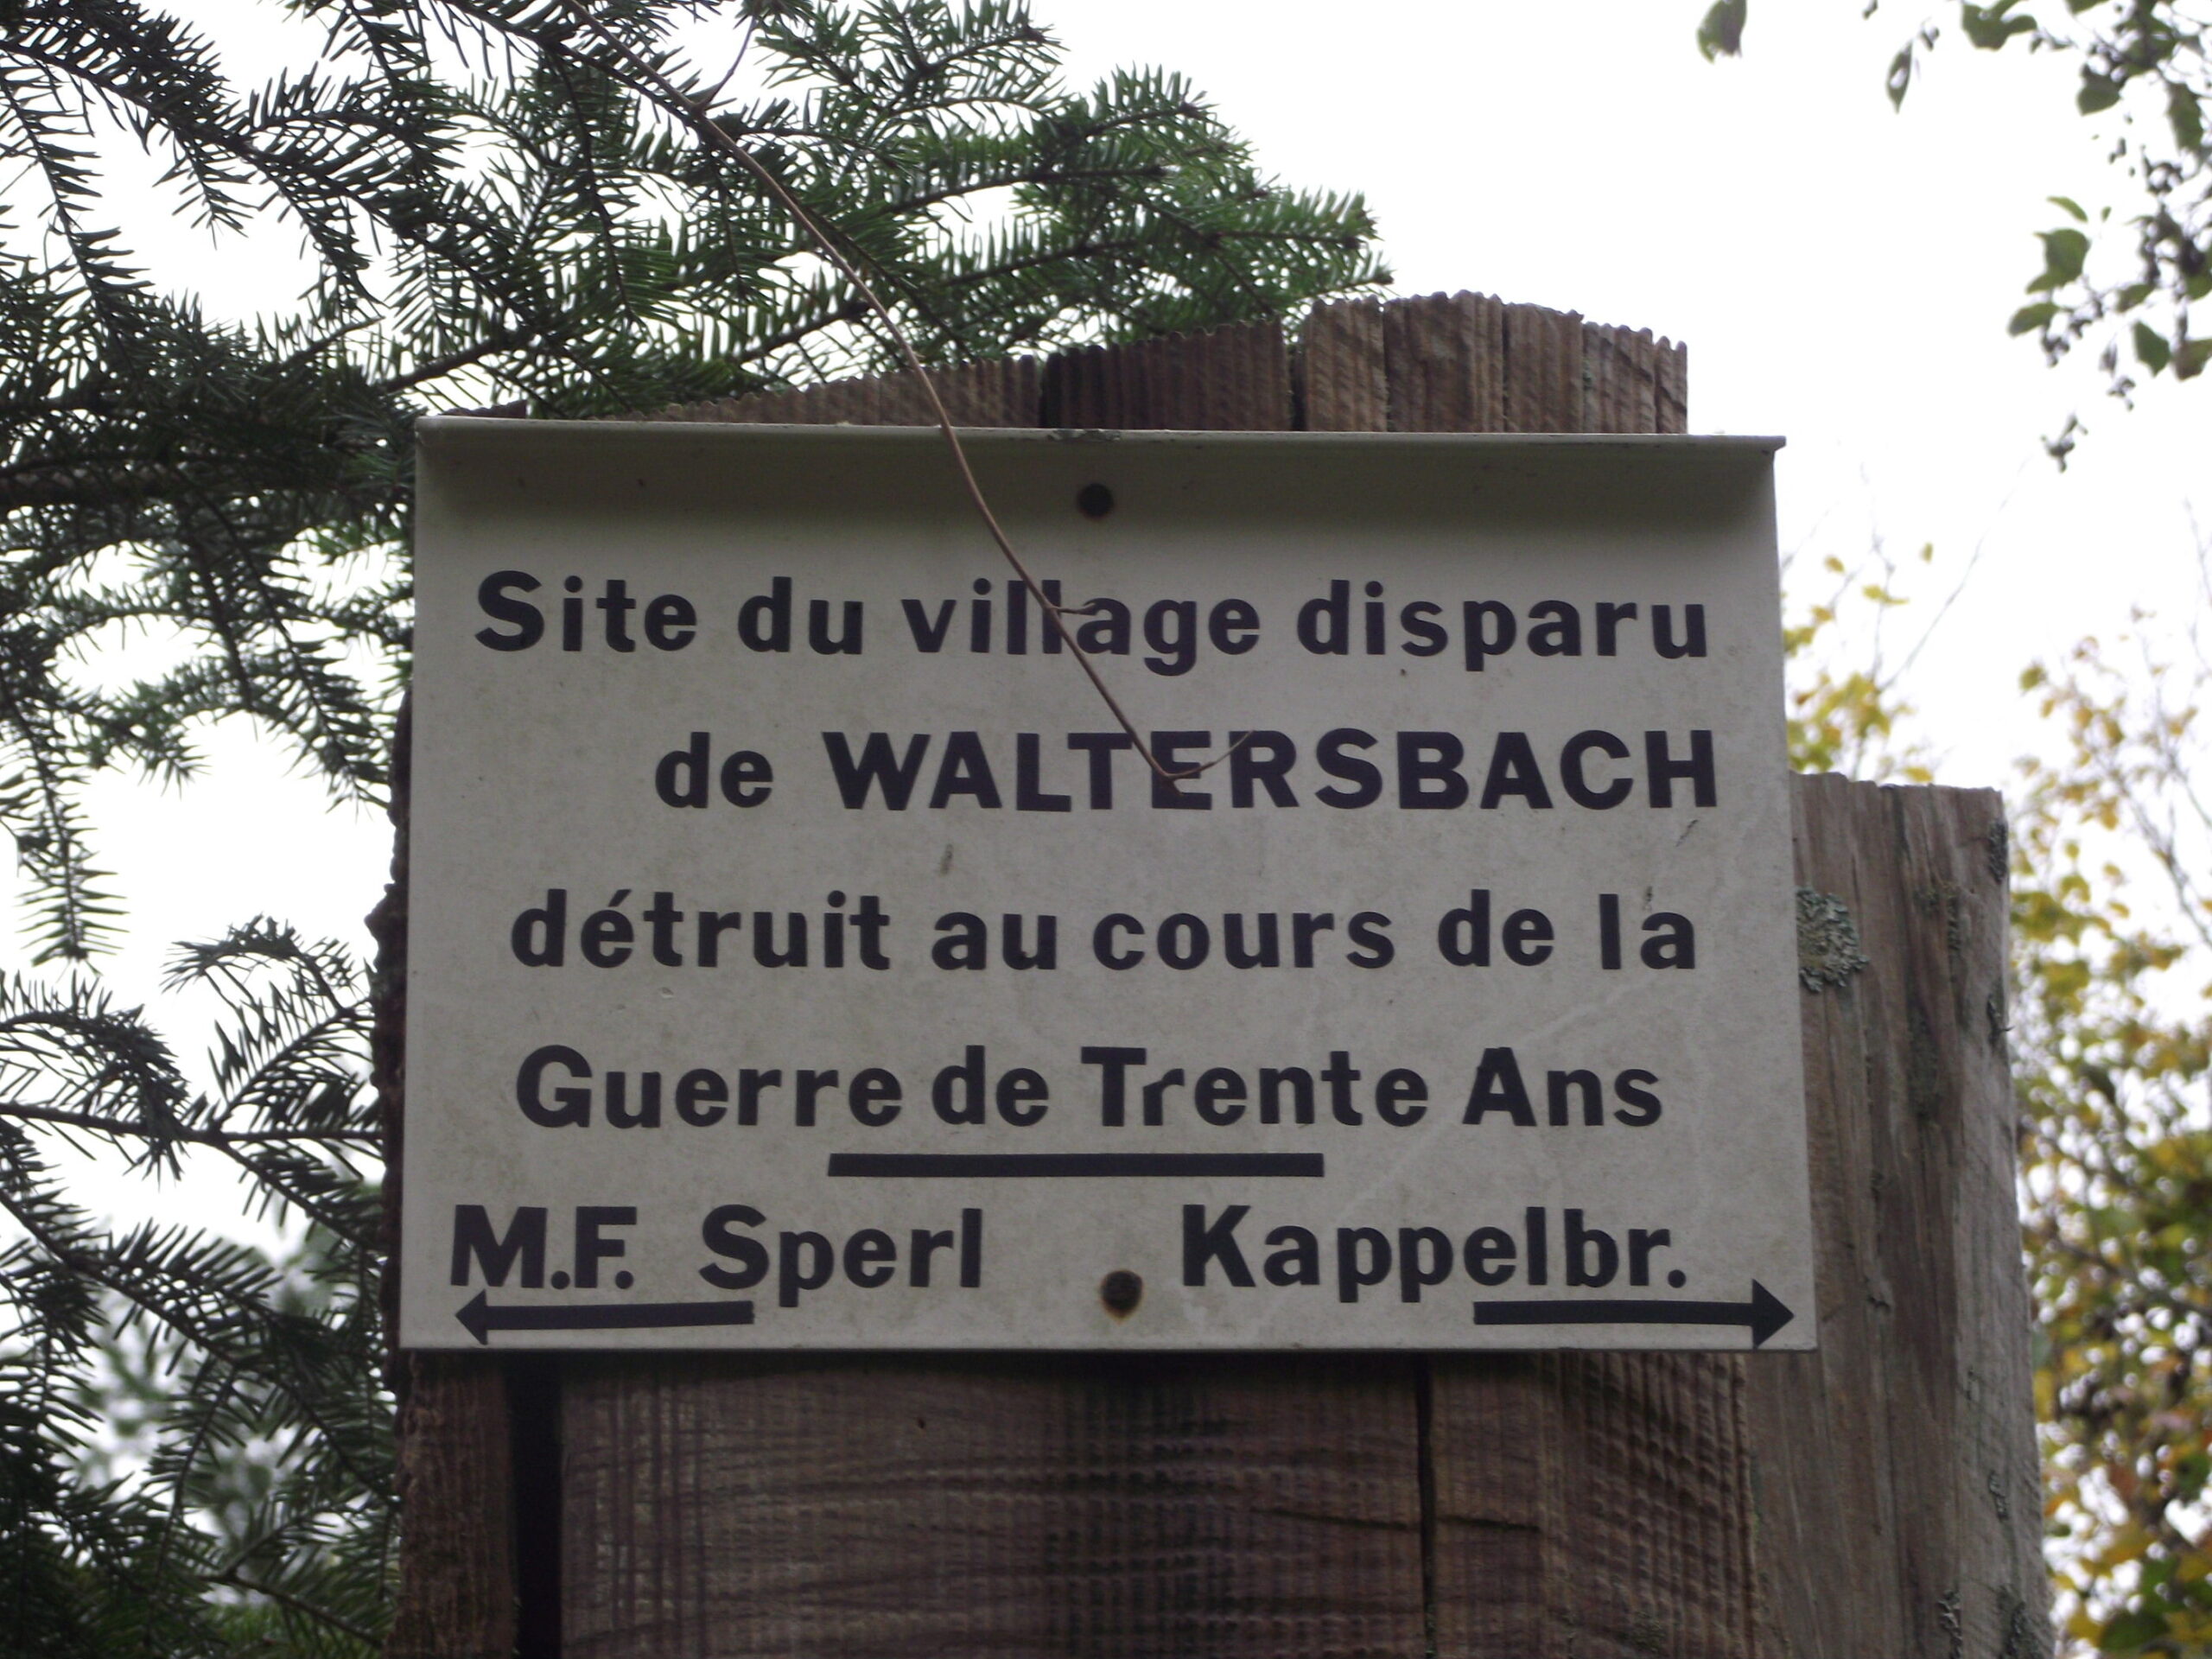 Site du village disparu
de WALTERSBACH
détruit au cours de la
Guerre de Trente Ans
M.F. Sperl Kappelbr.